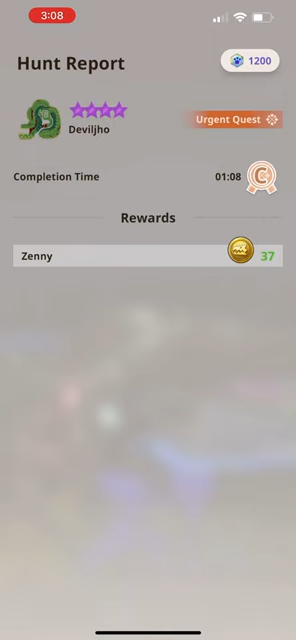 3:08
Hunt Report
1200
Deviljho
Urgent Quest
Completion Time
01:08
C
Rewards
Zenny
37